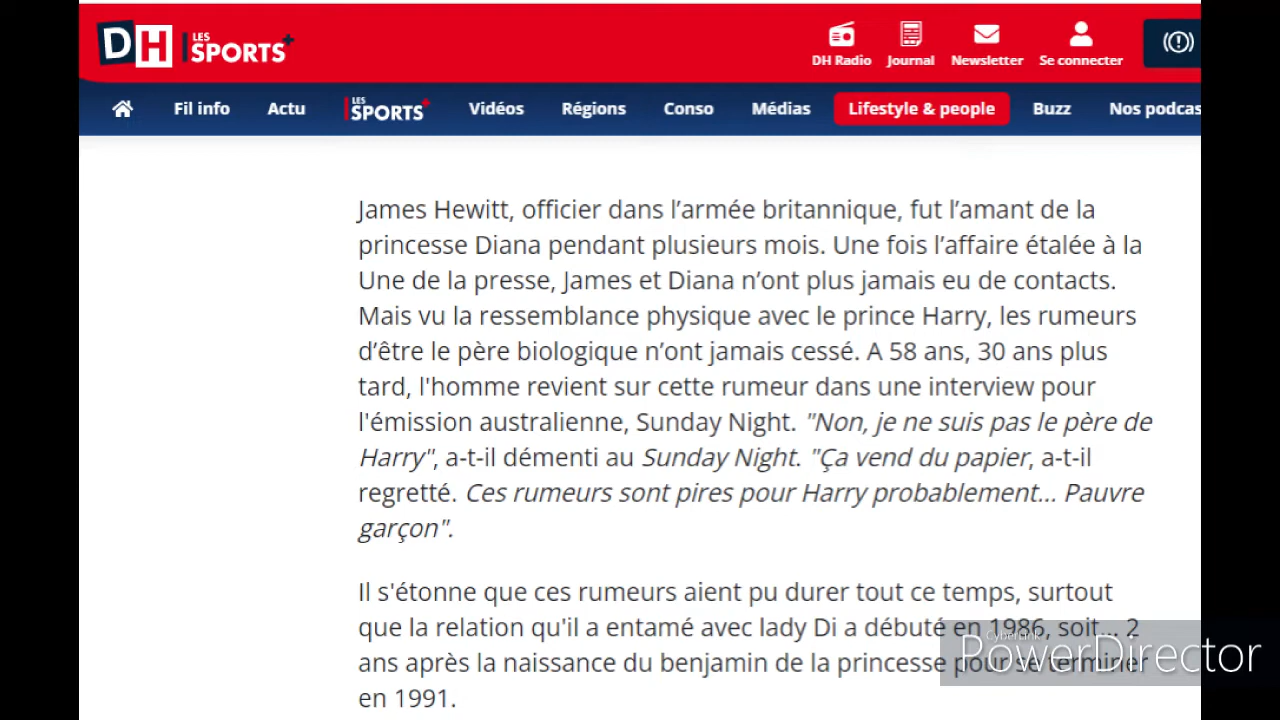 DH LES SPORTS+
DH Radio Journal Newsletter Se connecter
Fil info Actu LES SPORTS+ Vidéos Régions Conso Médias Lifestyle & people Buzz Nos podcas
James Hewitt, officier dans l’armée britannique, fut l’amant de la
princesse Diana pendant plusieurs mois. Une fois l’affaire étalée à la
Une de la presse, James et Diana n’ont plus jamais eu de contacts.
Mais vu la ressemblance physique avec le prince Harry, les rumeurs
d’être le père biologique n’ont jamais cessé. A 58 ans, 30 ans plus
tard, l'homme revient sur cette rumeur dans une interview pour
l'émission australienne, Sunday Night. "Non, je ne suis pas le père de
Harry", a-t-il démenti au Sunday Night. "Ça vend du papier, a-t-il
regretté. Ces rumeurs sont pires pour Harry probablement... Pauvre
garçon".
Il s'étonne que ces rumeurs aient pu durer tout ce temps, surtout
que la relation qu'il a entamé avec lady Di a débuté en 1986, soit... 2
ans après la naissance du benjamin de la princesse pour se terminer
en 1991.
CyberLink
PowerDirector